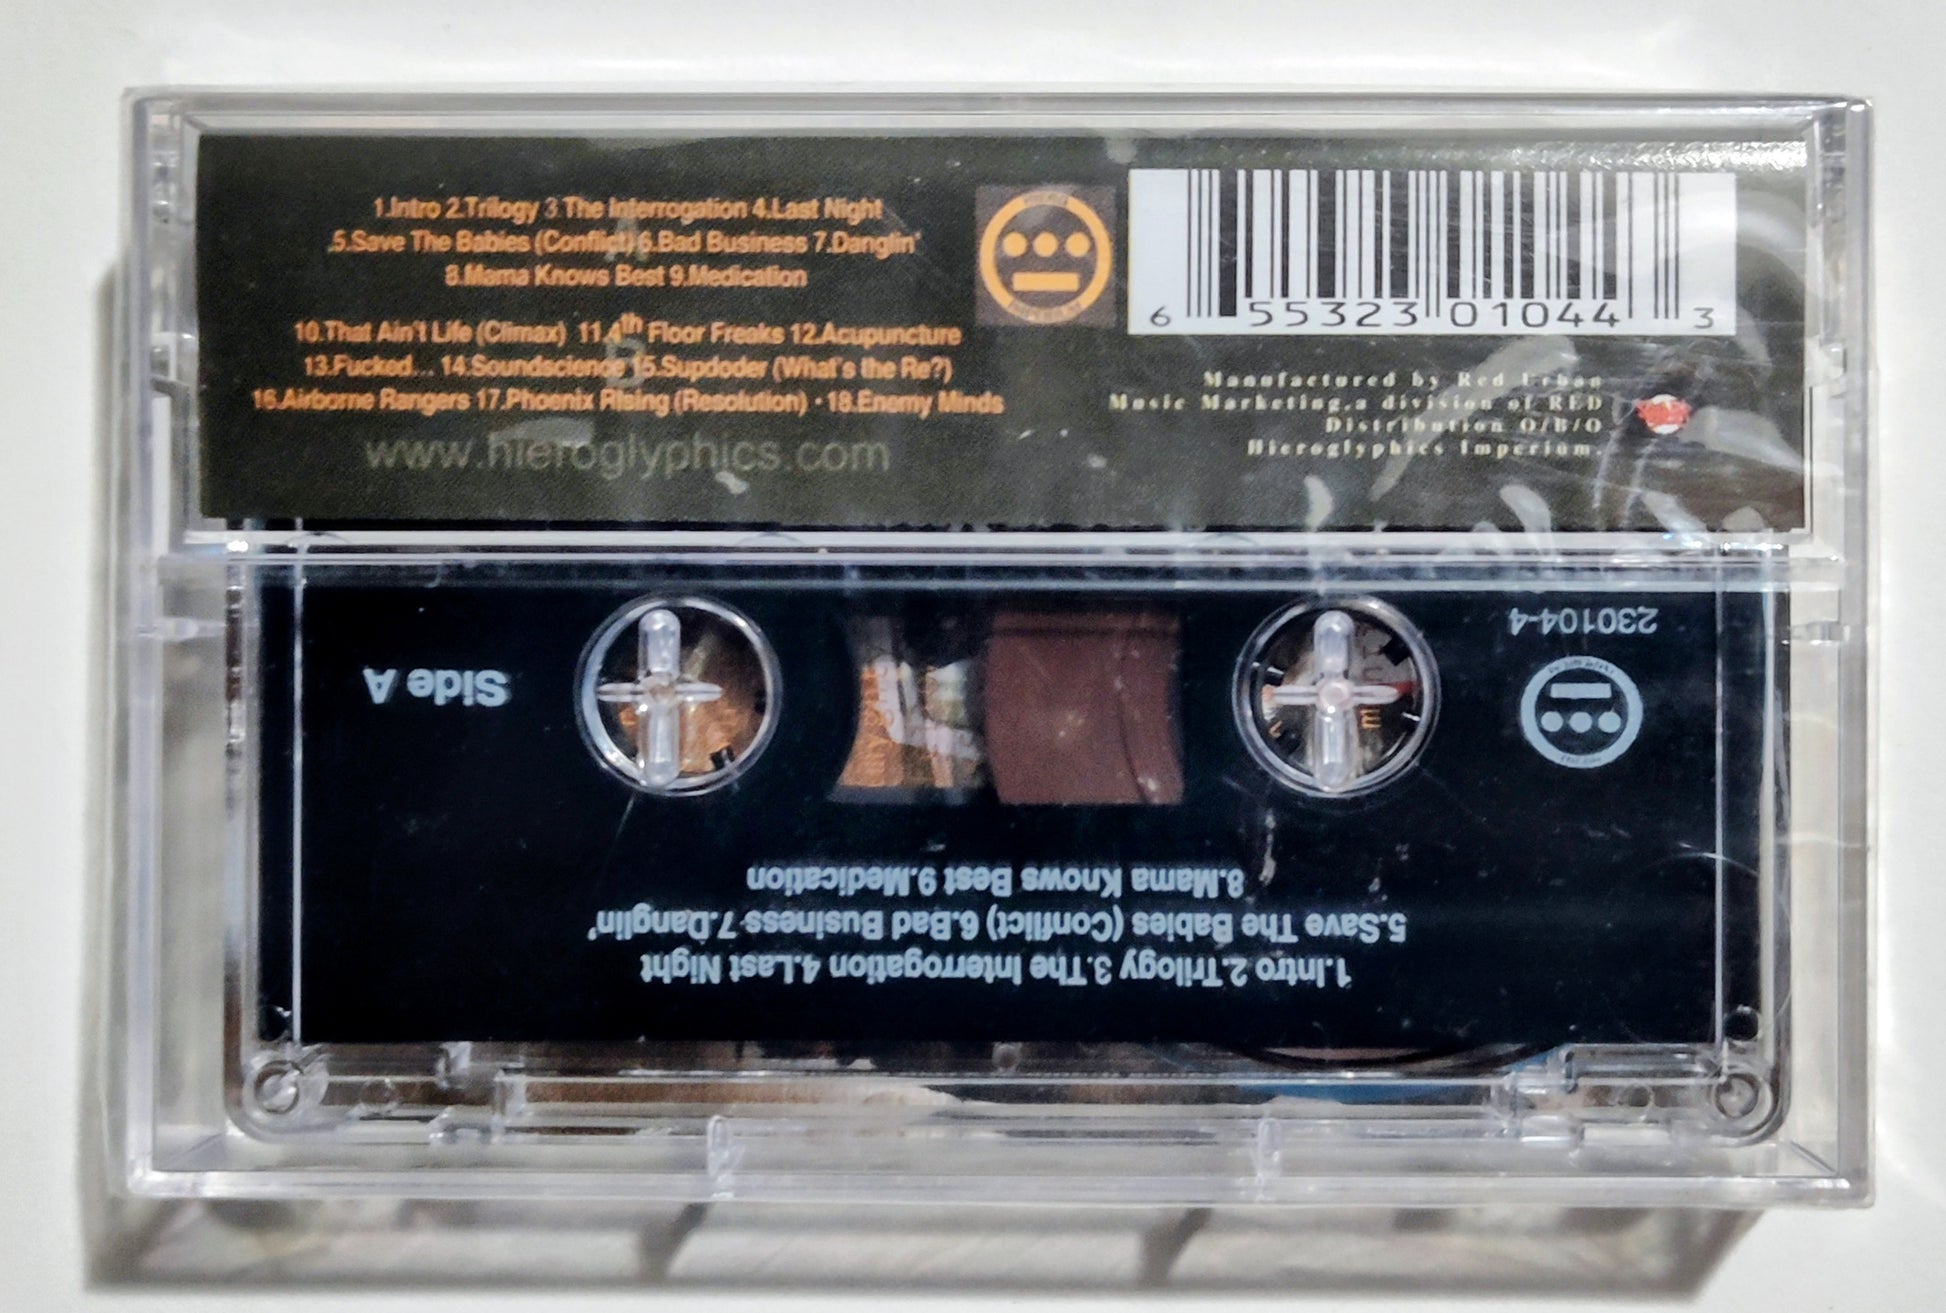 1.Intro 2.Trilogy 3.The Interrogation 4.Last Night
5.Save The Babies (Conflict) 6.Bad Business 7.Danglin'
8.Mama Knows Best 9.Medication
10.That Ain't Life (Climax) 11.4th Floor Freaks 12.Acupuncture
13.Fucked... 14.Soundscience 15.Supdoder (What's the Re?)
16.Airborne Rangers 17.Phoenix Rising (Resolution) · 18.Enemy Minds
www.hieroglyphics.com
6 55323 01044 3
Manufactured by Red Urban
Music Marketing,a division of RED
Distribution O/B/O
Hieroglyphics Imperium.
230104-4
Side A
1.Intro 2.Trilogy 3.The Interrogation 4.Last Night
5.Save The Babies (Conflict) 6.Bad Business 7.Danglin'
8.Mama Knows Best 9.Medication